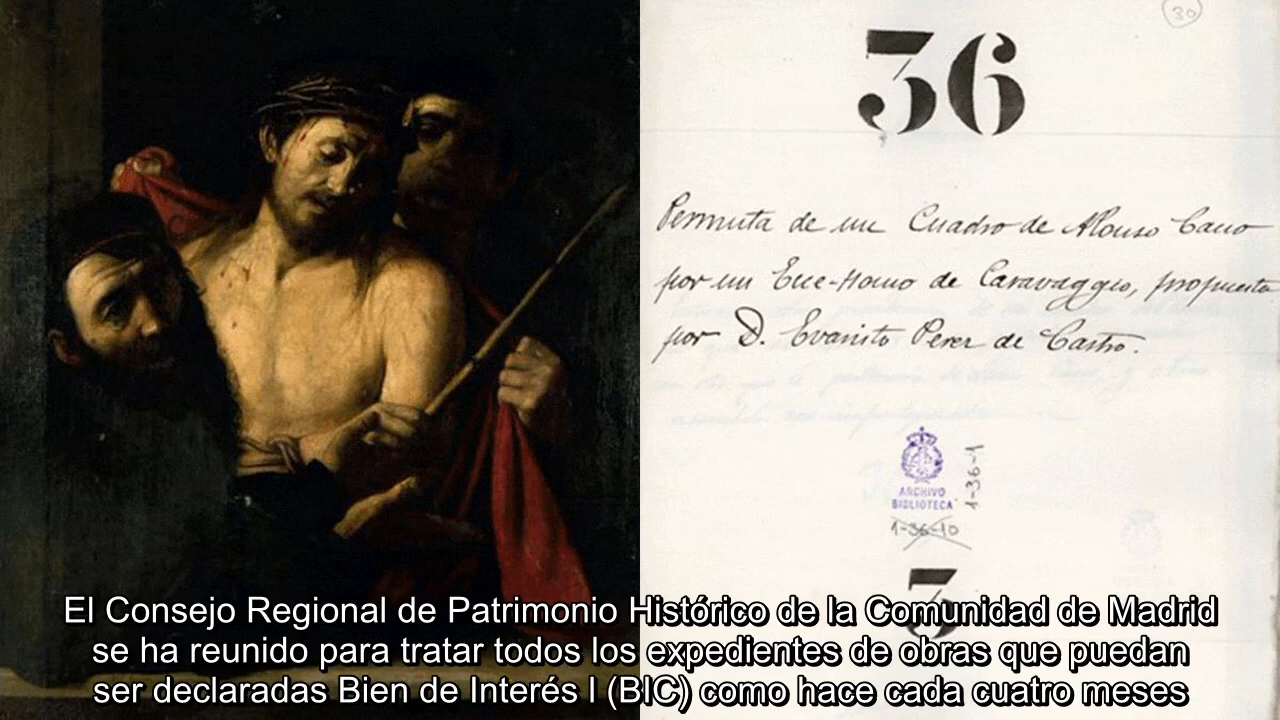 30
36
Permuta de un Cuadro de Alonso Cano
por un Ecce-Homo de Caravaggio, propuesta
por D. Evaristo Perez de Castro.
ARCHIVO
BIBLIOTECA
1-36-1
1-36-10
3
El Consejo Regional de Patrimonio Histórico de la Comunidad de Madrid
se ha reunido para tratar todos los expedientes de obras que puedan
ser declaradas Bien de Interés I (BIC) como hace cada cuatro meses